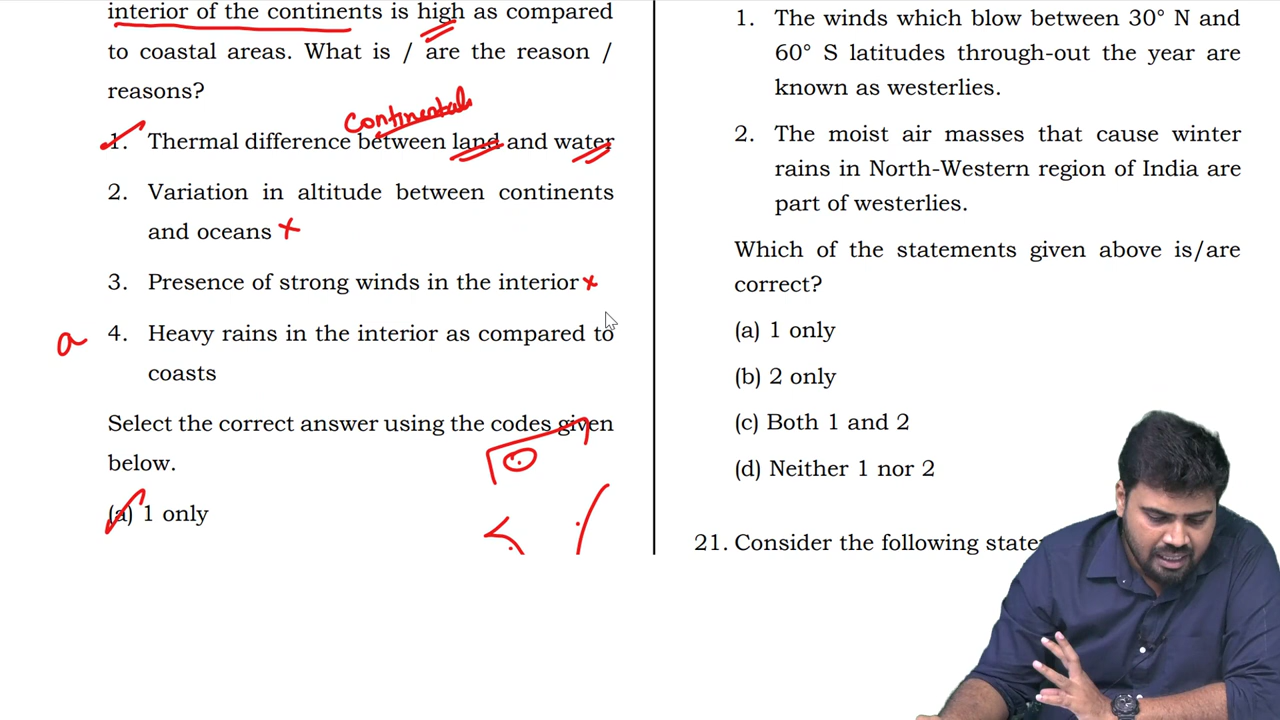 interior of the continents is high as compared
to coastal areas. What is / are the reason /
reasons?
Continental
1. Thermal difference between land and water
2. Variation in altitude between continents
and oceans ×
3. Presence of strong winds in the interior ×
a
4. Heavy rains in the interior as compared to
coasts
Select the correct answer using the codes given
below.
(a) 1 only
1. The winds which blow between 30° N and
60° S latitudes through-out the year are
known as westerlies.
2. The moist air masses that cause winter
rains in North-Western region of India are
part of westerlies.
Which of the statements given above is/are
correct?
(a) 1 only
(b) 2 only
(c) Both 1 and 2
(d) Neither 1 nor 2
21. Consider the following